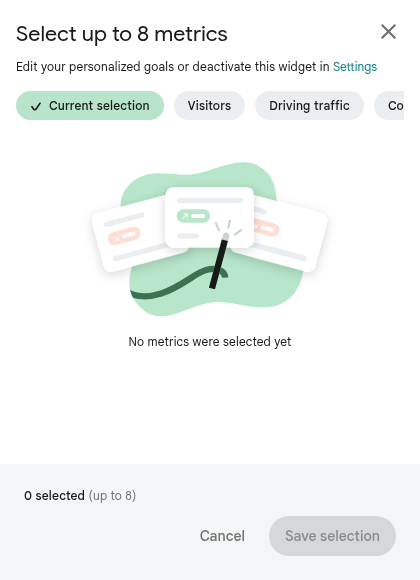 Select up to 8 metrics
Edit your personalized goals or deactivate this widget in Settings
Current selection
Visitors
Driving traffic
Co
No metrics were selected yet
0 selected (up to 8)
Cancel
Save selection